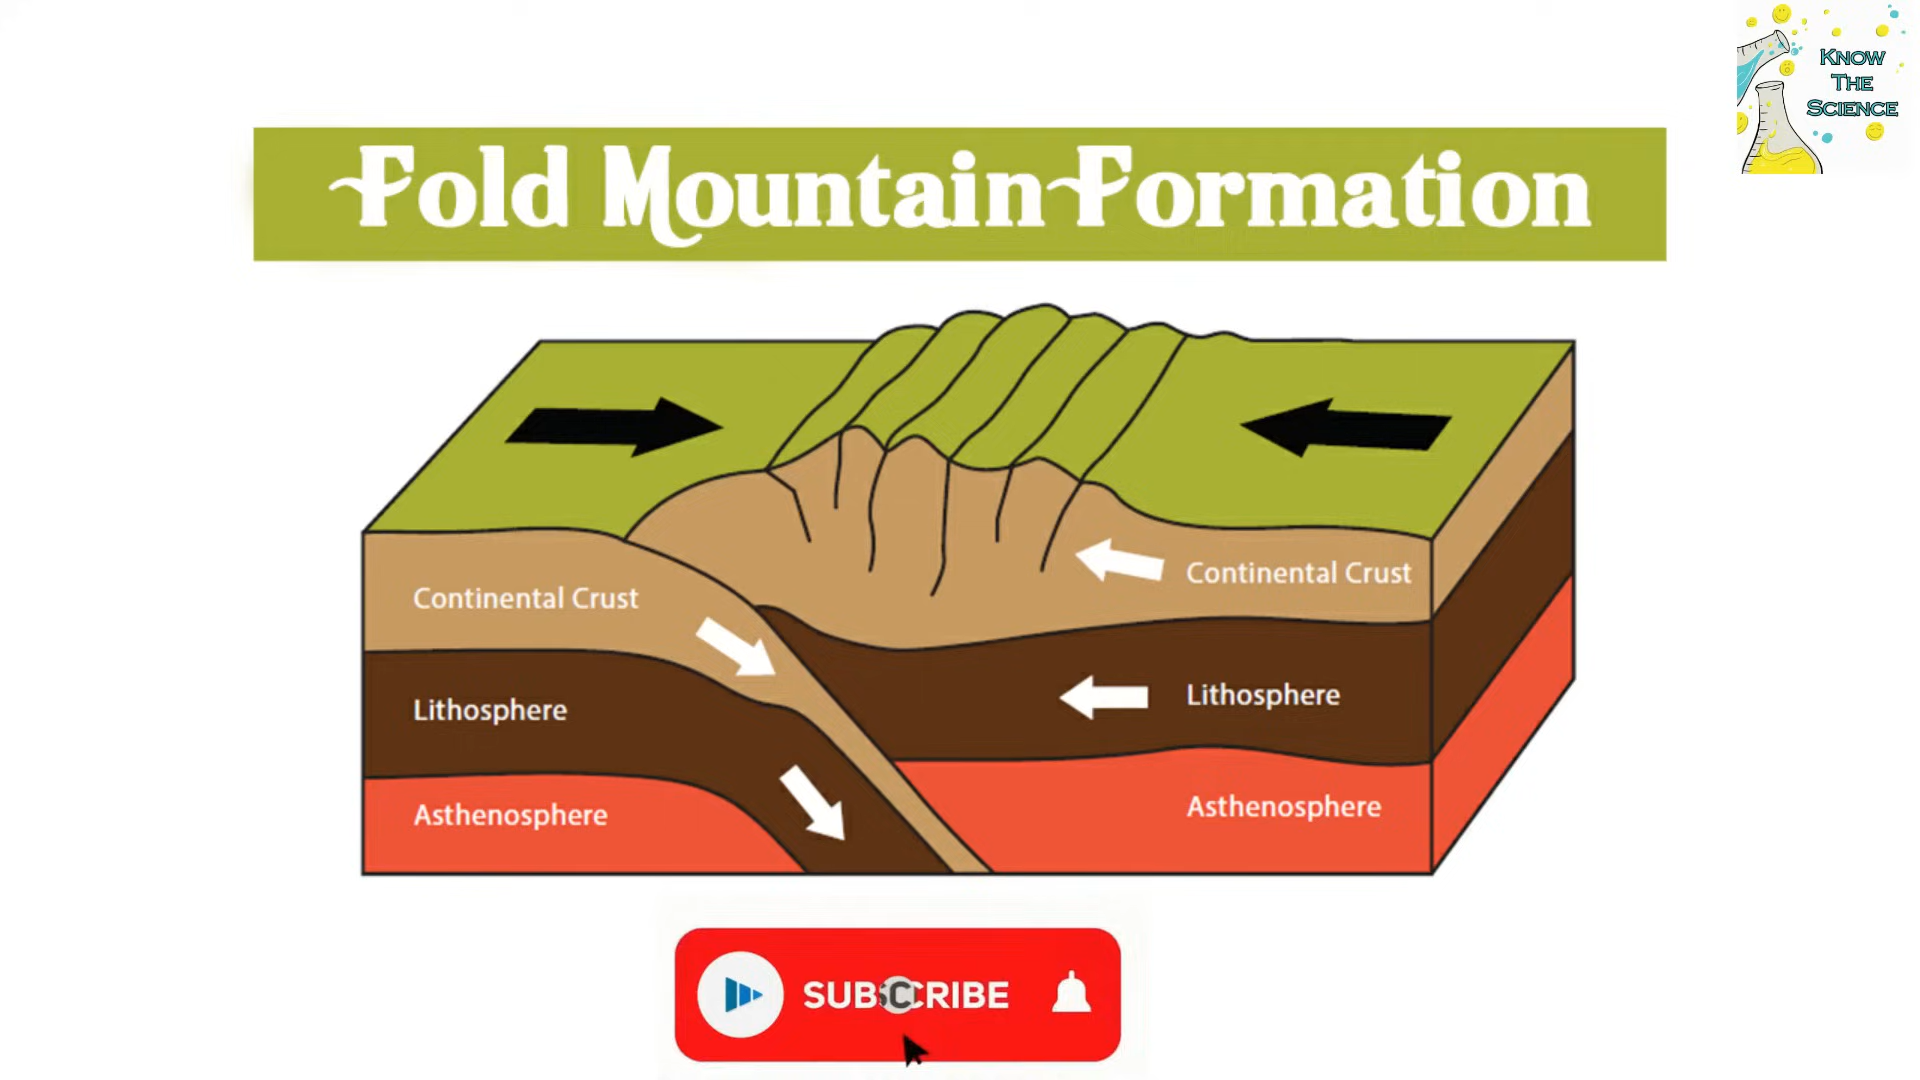 Know
The
Science
Fold Mountain Formation
Continental Crust
Continental Crust
Lithosphere
Lithosphere
Asthenosphere
Asthenosphere
SUBSCRIBE